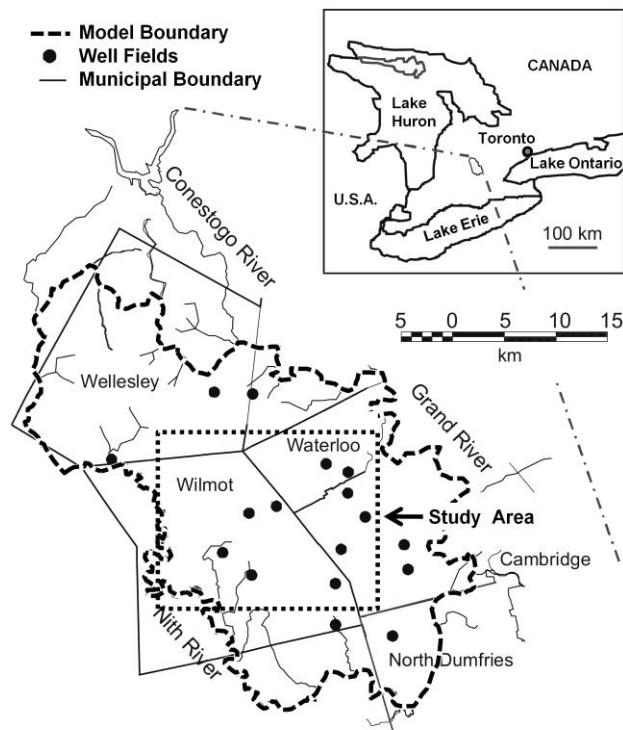 Model Boundary
Well Fields
Municipal Boundary
CANADA
Lake
Huron
Toronto
Lake Ontario
U.S.A.
Lake Erie
100 km
Conestogo River
5 0 5 10 15
km
Wellesley
Grand River
Waterloo
Wilmot
Study Area
Cambridge
Nith River
North Dumfries